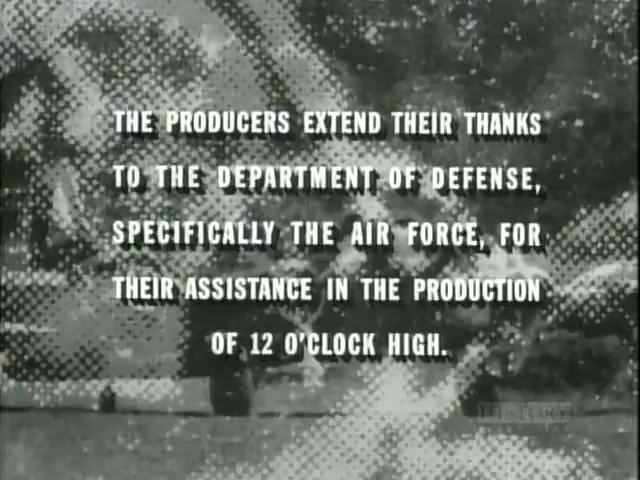 THE PRODUCERS EXTEND THEIR THANKS
TO THE DEPARTMENT OF DEFENSE,
SPECIFICALLY THE AIR FORCE, FOR
THEIR ASSISTANCE IN THE PRODUCTION
OF 12 O'CLOCK HIGH.
HISTORY